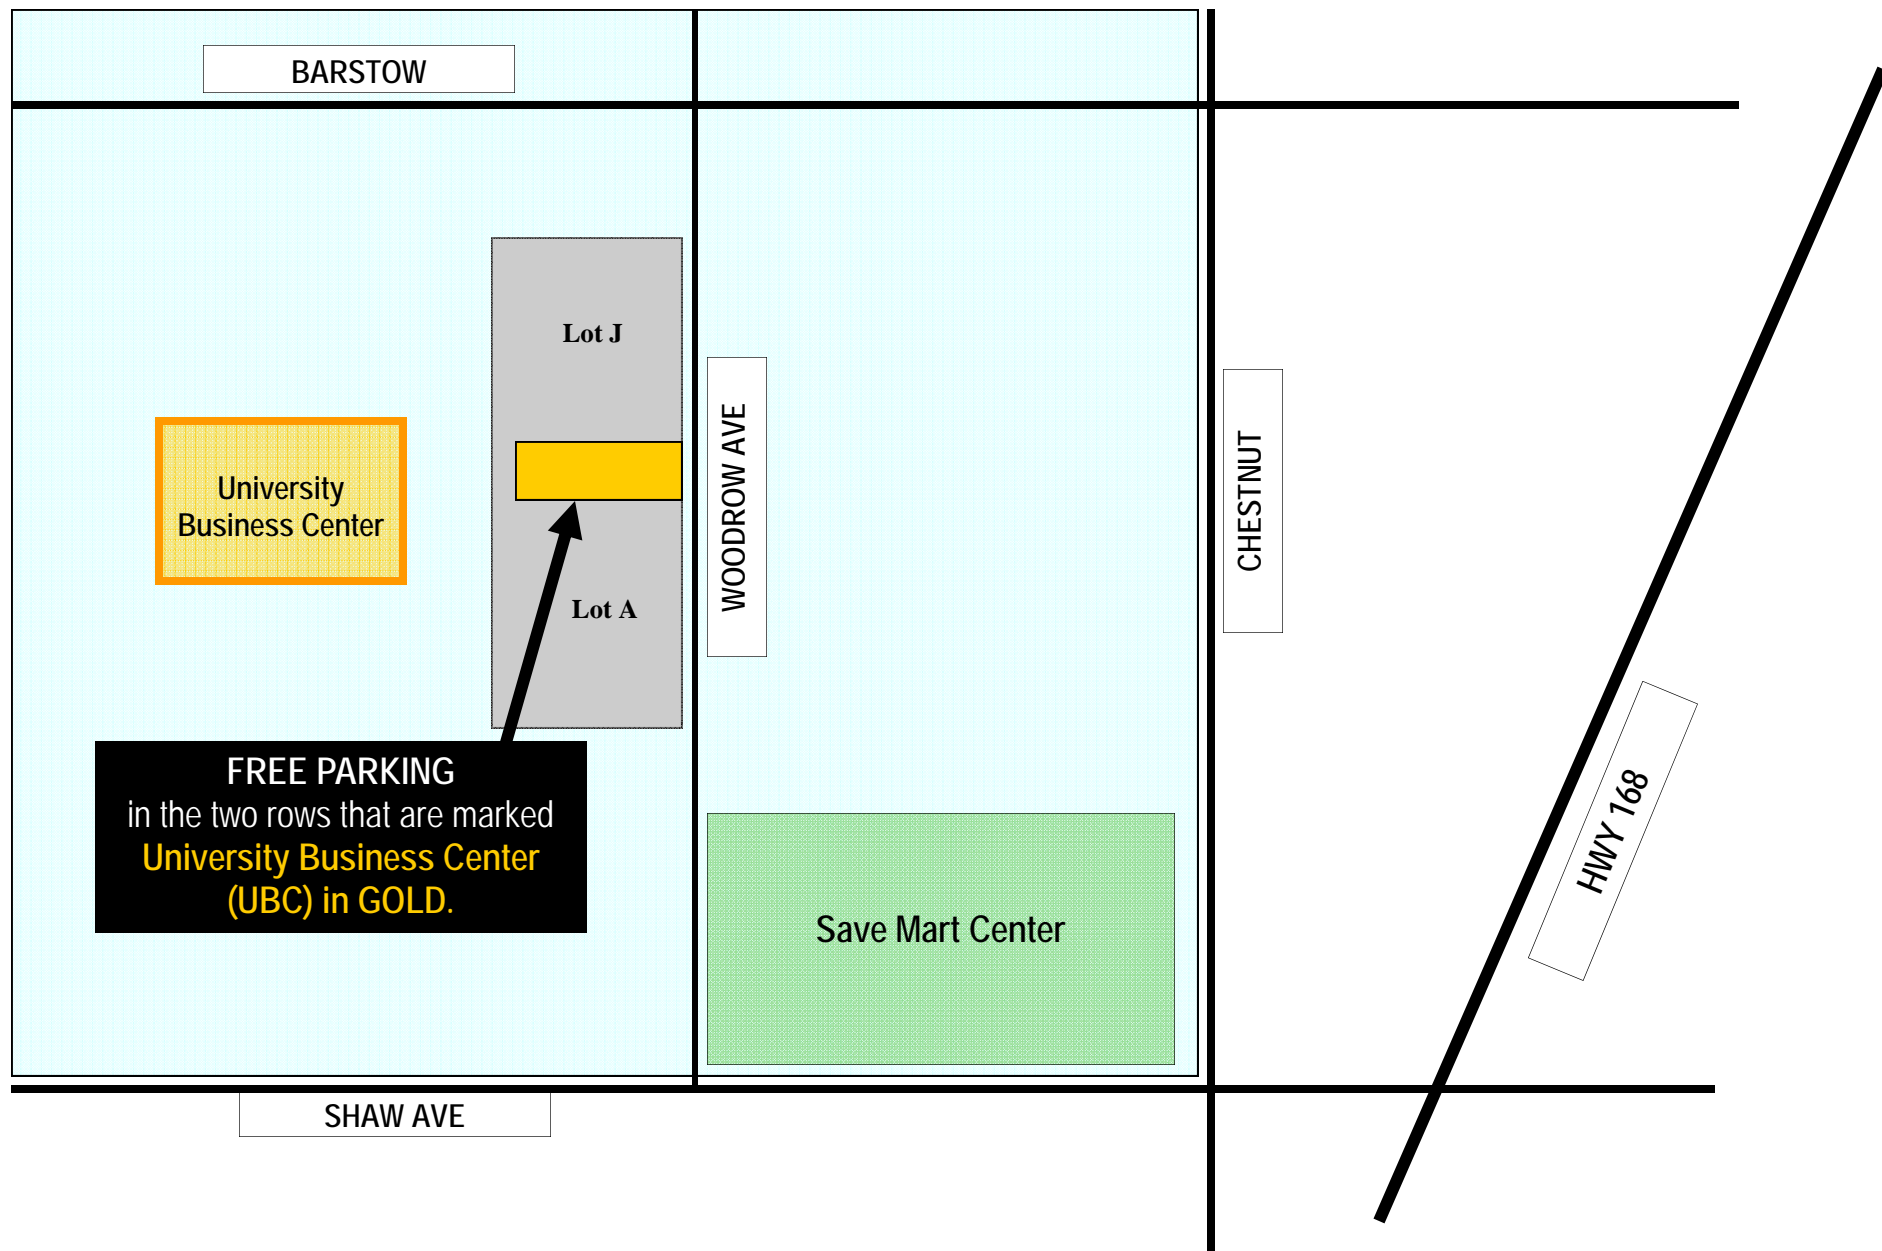 BARSTOW
Lot J
WOODROW AVE
CHESTNUT
University
Business Center
Lot A
FREE PARKING
in the two rows that are marked
University Business Center
(UBC) in GOLD.
HWY 168
Save Mart Center
SHAW AVE